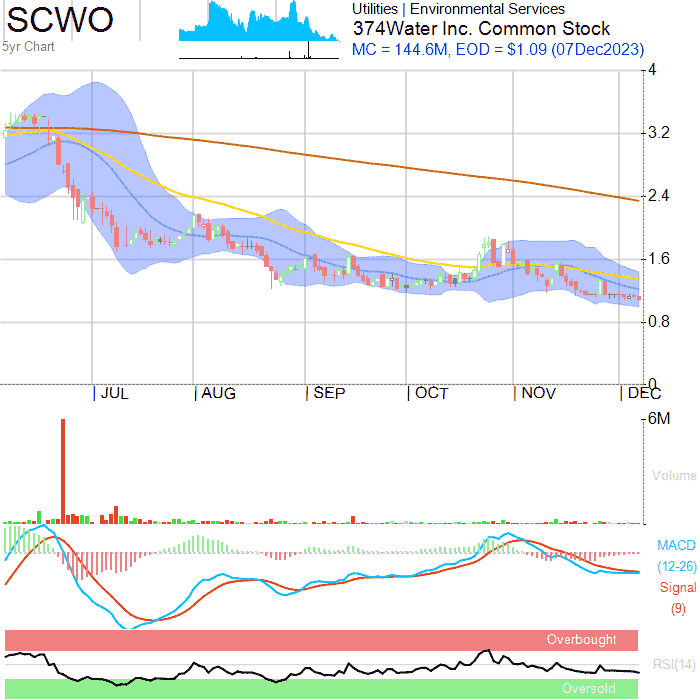 SCWO
5yr Chart
Utilities | Environmental Services
374Water Inc. Common Stock
MC = 144.6M, EOD = $1.09 (07Dec2023)
4
3.2
2.4
1.6
0.8
0
JUL AUG SEP OCT NOV DEC
6M
Volume
MACD
(12-26)
Signal
(9)
Overbought
RSI(14)
Oversold